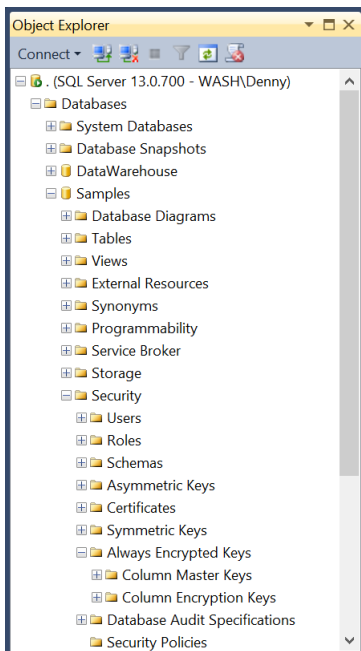 Object Explorer
Connect
. (SQL Server 13.0.700 - WASH\Denny)
Databases
System Databases
Database Snapshots
DataWarehouse
Samples
Database Diagrams
Tables
Views
External Resources
Synonyms
Programmability
Service Broker
Storage
Security
Users
Roles
Schemas
Asymmetric Keys
Certificates
Symmetric Keys
Always Encrypted Keys
Column Master Keys
Column Encryption Keys
Database Audit Specifications
Security Policies